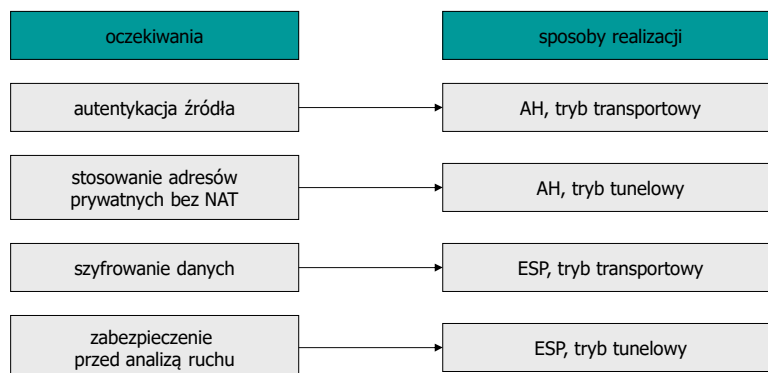 oczekiwania
sposoby realizacji
autentykacja źródła
AH, tryb transportowy
stosowanie adresów
prywatnych bez NAT
AH, tryb tunelowy
szyfrowanie danych
ESP, tryb transportowy
zabezpieczenie
przed analizą ruchu
ESP, tryb tunelowy